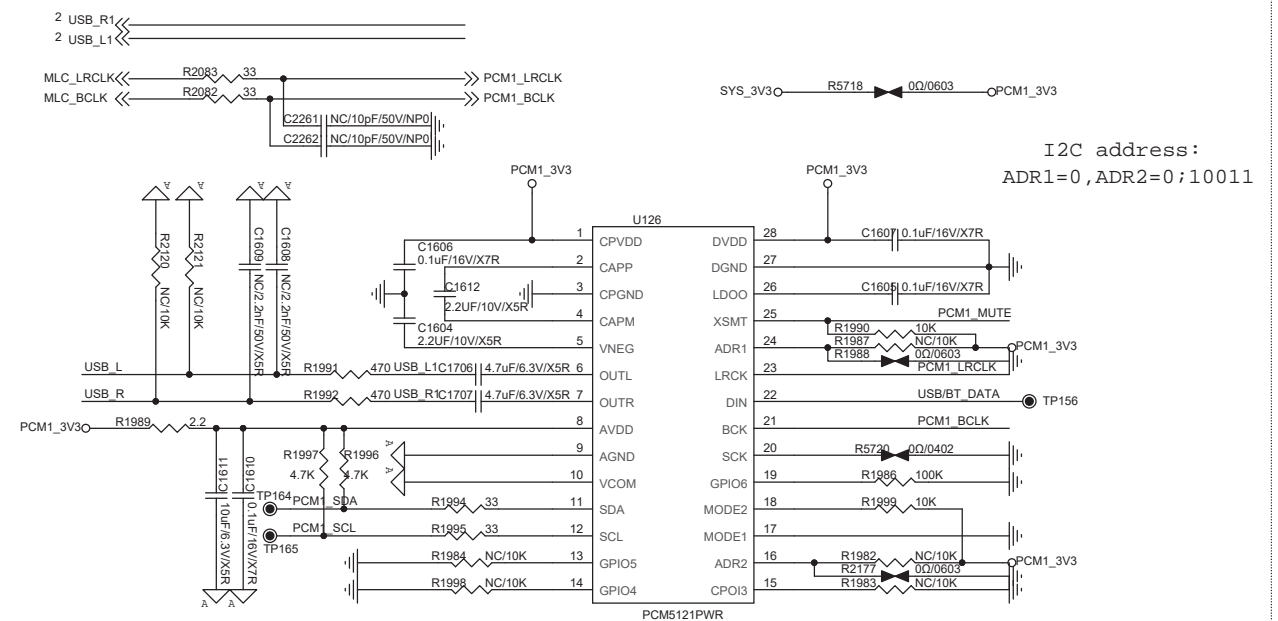 2 USB_R1
2 USB_L1
MLC_LRCLK R2083 33 PCM1_LRCLK
MLC_BCLK R2082 33 PCM1_BCLK
C2261 NC/10pF/50V/NP0
C2262 NC/10pF/50V/NP0
SYS_3V3 R5718 0Ω/0603 PCM1_3V3
I2C address:
ADR1=0,ADR2=0;10011
A A A A
R2120 NC/10K
R2121 NC/10K
C1609 NC/2.2nF/50V/X5R
C1608 NC/2.2nF/50V/X5R
PCM1_3V3
PCM1_3V3
U126
1 CPVDD
2 CAPP
3 CPGND
4 CAPM
5 VNEG
6 OUTL
7 OUTR
8 AVDD
9 AGND
10 VCOM
11 SDA
12 SCL
13 GPIO5
14 GPIO4
DVDD 28
DGND 27
LDOO 26
XSMT 25
ADR1 24
LRCK 23
DIN 22
BCK 21
SCK 20
GPIO6 19
MODE2 18
MODE1 17
ADR2 16
CPOI3 15
PCM5121PWR
C1606
0.1uF/16V/X7R
C1612
2.2UF/10V/X5R
C1604
2.2UF/10V/X5R
USB_L R1991 470 USB_L1 C1706 4.7uF/6.3V/X5R
USB_R R1992 470 USB_R1 C1707 4.7uF/6.3V/X5R
PCM1_3V3 R1989 2.2
A
A
R1997
4.7K
R1996
4.7K
C1611 10uF/6.3V/X5R
C1610 0.1uF/16V/X7R
A A
TP164 PCM1_SDA R1994 33
TP165 PCM1_SCL R1995 33
R1984 NC/10K
R1998 NC/10K
C1607 0.1uF/16V/X7R
C1605 0.1uF/16V/X7R
PCM1_MUTE
R1990 10K
R1987 NC/10K PCM1_3V3
R1988 0Ω/0603
PCM1_LRCLK
USB/BT_DATA TP156
PCM1_BCLK
R5720 0Ω/0402
R1986 100K
R1999 10K
R1982 NC/10K PCM1_3V3
R2177 0Ω/0603
R1983 NC/10K